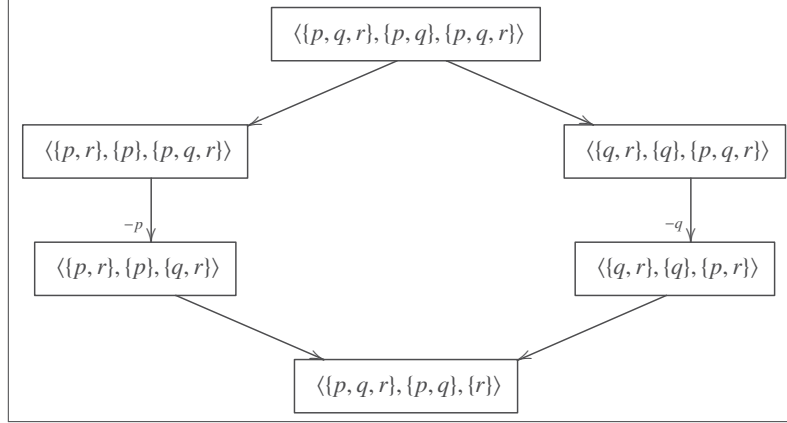 ⟨{p, q, r}, {p, q}, {p, q, r}⟩
⟨{p, r}, {p}, {p, q, r}⟩
⟨{q, r}, {q}, {p, q, r}⟩
−p
−q
⟨{p, r}, {p}, {q, r}⟩
⟨{q, r}, {q}, {p, r}⟩
⟨{p, q, r}, {p, q}, {r}⟩